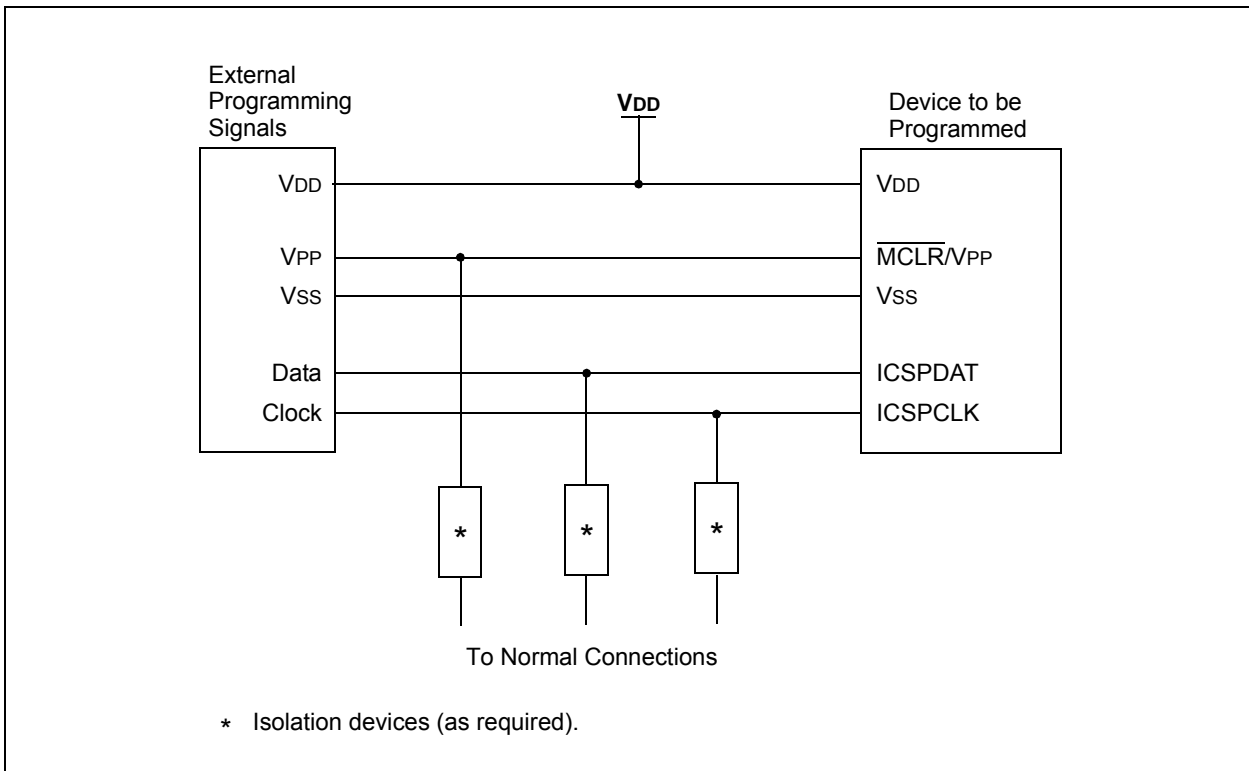 External
Programming
Signals
VDD
Device to be
Programmed
VDD
VDD
VPP
MCLR/VPP
VSS
VSS
Data
ICSPDAT
Clock
ICSPCLK
*
*
*
To Normal Connections
* Isolation devices (as required).